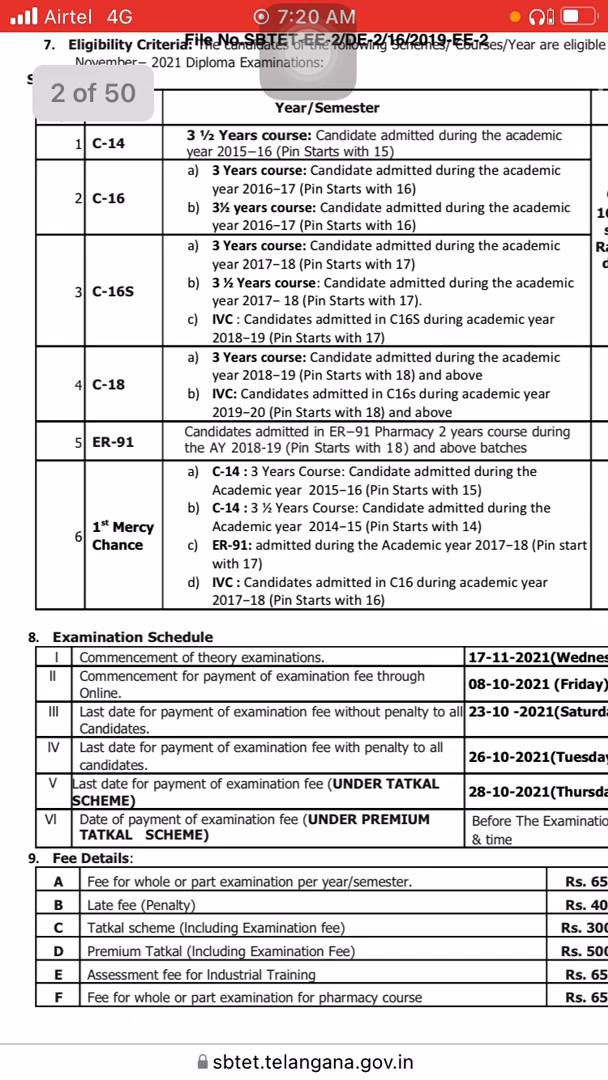 Airtel 4G 7:20 AM
File No.SBTET-EE-2/DE-2/16/2019-EE-2
7. Eligibility Criteria: The candidates of the following Schemes/ Courses/Year are eligible
November– 2021 Diploma Examinations:
2 of 50
Year/Semester
1 C-14 3 ½ Years course: Candidate admitted during the academic
year 2015–16 (Pin Starts with 15)
2 C-16 a) 3 Years course: Candidate admitted during the academic
year 2016–17 (Pin Starts with 16)
b) 3½ years course: Candidate admitted during the academic
year 2016–17 (Pin Starts with 16)
3 C-16S a) 3 Years course: Candidate admitted during the academic
year 2017–18 (Pin Starts with 17)
b) 3 ½ Years course: Candidate admitted during the academic
year 2017– 18 (Pin Starts with 17).
c) IVC : Candidates admitted in C16S during academic year
2018–19 (Pin Starts with 17)
4 C-18 a) 3 Years course: Candidate admitted during the academic
year 2018–19 (Pin Starts with 18) and above
b) IVC: Candidates admitted in C16s during academic year
2019–20 (Pin Starts with 18) and above
5 ER-91 Candidates admitted in ER–91 Pharmacy 2 years course during
the AY 2018-19 (Pin Starts with 18) and above batches
6 1st Mercy Chance a) C-14 : 3 Years Course: Candidate admitted during the
Academic year 2015–16 (Pin Starts with 15)
b) C-14 : 3 ½ Years Course: Candidate admitted during the
Academic year 2014–15 (Pin Starts with 14)
c) ER-91: admitted during the Academic year 2017–18 (Pin start
with 17)
d) IVC : Candidates admitted in C16 during academic year
2017–18 (Pin Starts with 16)
8. Examination Schedule
I Commencement of theory examinations. 17-11-2021(Wednes
II Commencement for payment of examination fee through
Online. 08-10-2021 (Friday)
III Last date for payment of examination fee without penalty to all
Candidates. 23-10 -2021(Saturd
IV Last date for payment of examination fee with penalty to all
candidates. 26-10-2021(Tuesda
V Last date for payment of examination fee (UNDER TATKAL
SCHEME) 28-10-2021(Thursda
VI Date of payment of examination fee (UNDER PREMIUM
TATKAL SCHEME) Before The Examinatio
& time
9. Fee Details:
A Fee for whole or part examination per year/semester. Rs. 65
B Late fee (Penalty) Rs. 40
C Tatkal scheme (Including Examination fee) Rs. 300
D Premium Tatkal (Including Examination Fee) Rs. 500
E Assessment fee for Industrial Training Rs. 65
F Fee for whole or part examination for pharmacy course Rs. 65
sbtet.telangana.gov.in